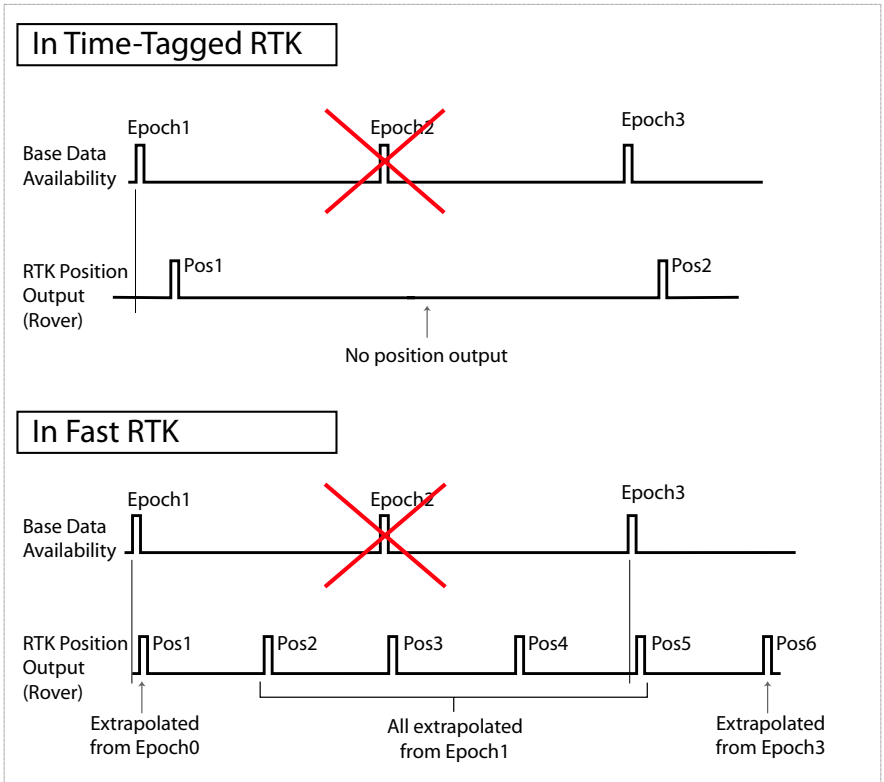 In Time-Tagged RTK
Epoch1
Epoch2
Epoch3
Base Data
Availability
RTK Position
Output
(Rover)
Pos1
Pos2
No position output
In Fast RTK
Epoch1
Epoch2
Epoch3
Base Data
Availability
RTK Position
Output
(Rover)
Pos1
Pos2
Pos3
Pos4
Pos5
Pos6
Extrapolated
from Epoch0
All extrapolated
from Epoch1
Extrapolated
from Epoch3